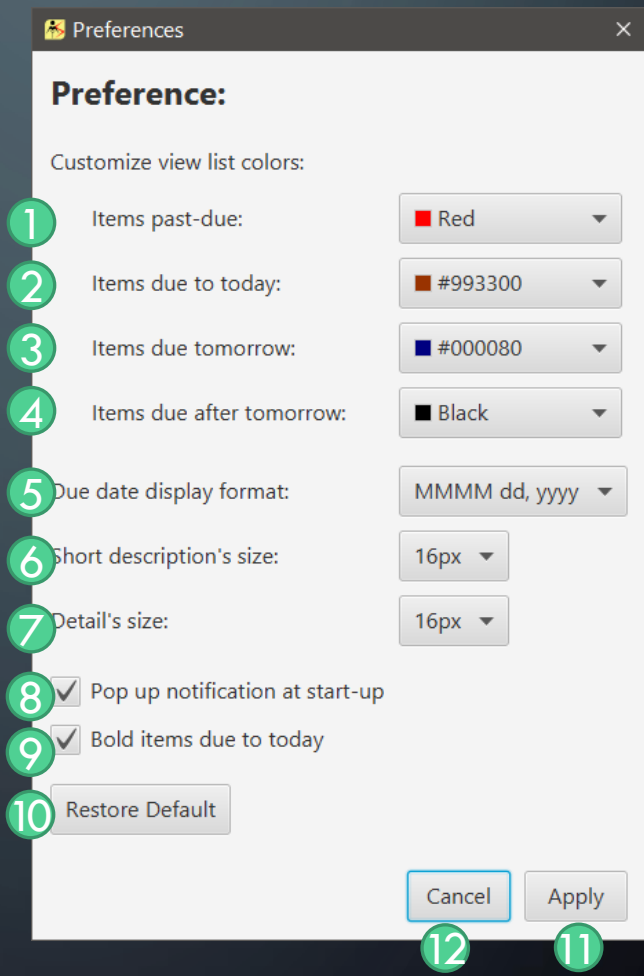 Preferences
Preference:
Customize view list colors:
1 Items past-due: Red
2 Items due to today: #993300
3 Items due tomorrow: #000080
4 Items due after tomorrow: Black
5 Due date display format: MMMM dd, yyyy
6 Short description's size: 16px
7 Detail's size: 16px
8 Pop up notification at start-up
9 Bold items due to today
10 Restore Default
Cancel Apply
12 11